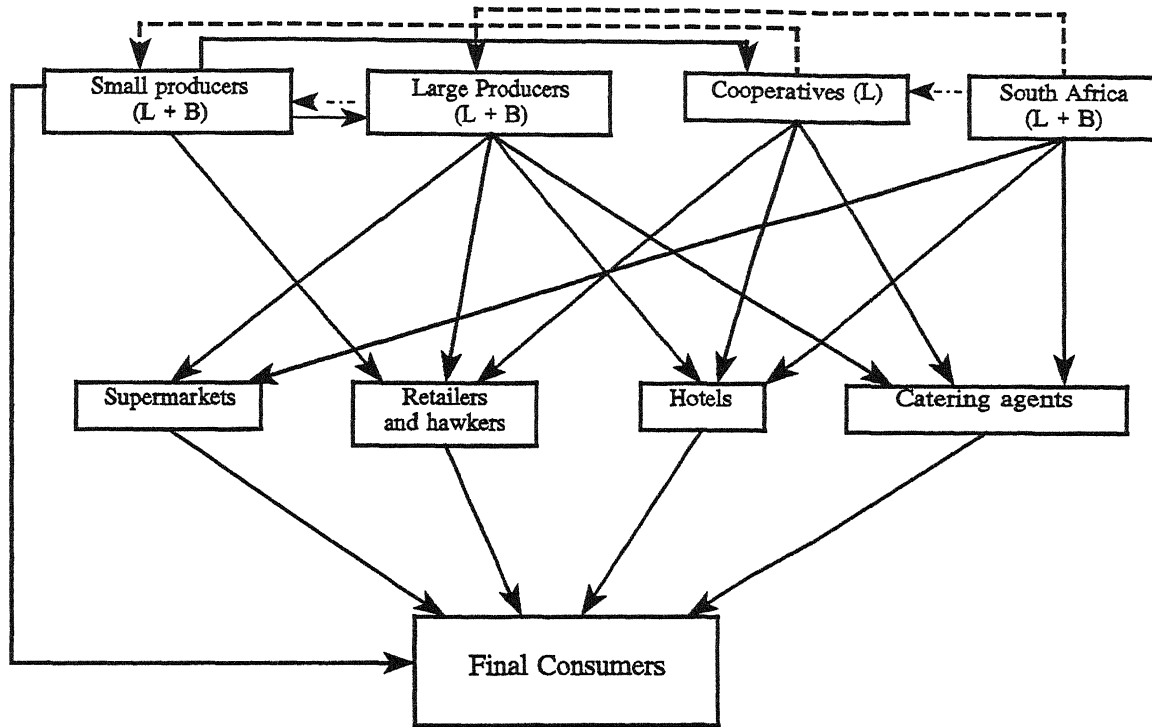 Small producers
(L + B)
Large Producers
(L + B)
Cooperatives (L)
South Africa
(L + B)
Supermarkets
Retailers
and hawkers
Hotels
Catering agents
Final Consumers